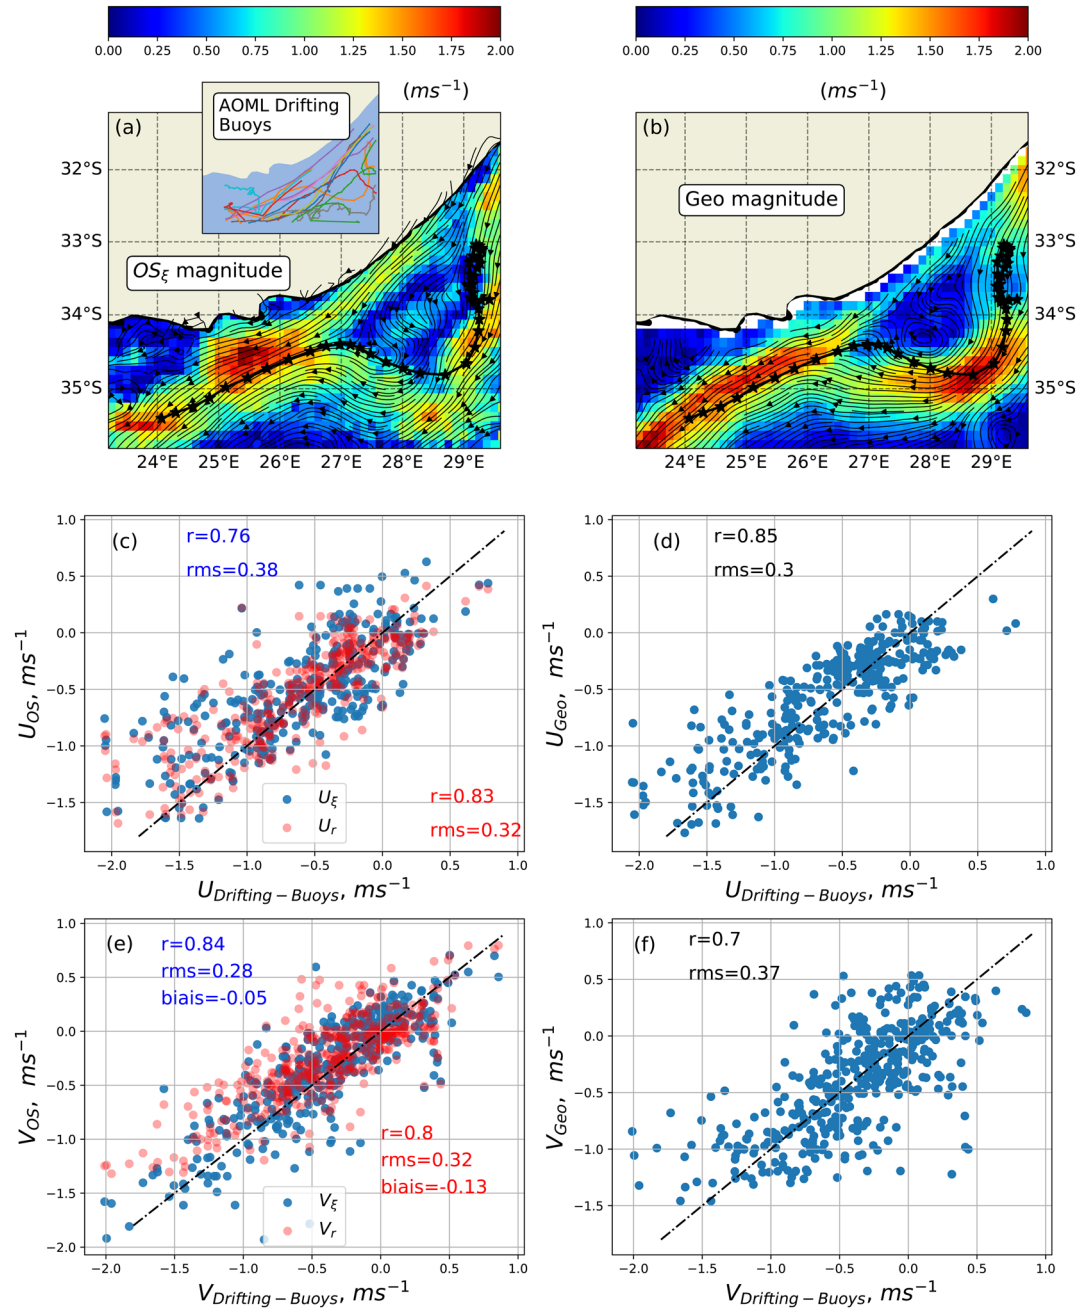 0.00 0.25 0.50 0.75 1.00 1.25 1.50 1.75 2.00
0.00 0.25 0.50 0.75 1.00 1.25 1.50 1.75 2.00
(ms⁻¹)
(ms⁻¹)
(a)
AOML Drifting
Buoys
OSξ magnitude
32°S
33°S
34°S
35°S
24°E 25°E 26°E 27°E 28°E 29°E
(b)
Geo magnitude
32°S
33°S
34°S
35°S
24°E 25°E 26°E 27°E 28°E 29°E
(c)
r=0.76
rms=0.38
1.0
0.5
0.0
−0.5
−1.0
−1.5
U_OS, ms⁻¹
Uξ
Ur
r=0.83
rms=0.32
−2.0 −1.5 −1.0 −0.5 0.0 0.5 1.0
U_Drifting−Buoys, ms⁻¹
(d)
r=0.85
rms=0.3
1.0
0.5
0.0
−0.5
−1.0
−1.5
U_Geo, ms⁻¹
−2.0 −1.5 −1.0 −0.5 0.0 0.5 1.0
U_Drifting−Buoys, ms⁻¹
(e)
r=0.84
rms=0.28
biais=-0.05
1.0
0.5
0.0
−0.5
−1.0
−1.5
−2.0
V_OS, ms⁻¹
r=0.8
rms=0.32
biais=-0.13
Vξ
Vr
−2.0 −1.5 −1.0 −0.5 0.0 0.5 1.0
V_Drifting−Buoys, ms⁻¹
(f)
r=0.7
rms=0.37
1.0
0.5
0.0
−0.5
−1.0
−1.5
V_Geo, ms⁻¹
−2.0 −1.5 −1.0 −0.5 0.0 0.5 1.0
V_Drifting−Buoys, ms⁻¹